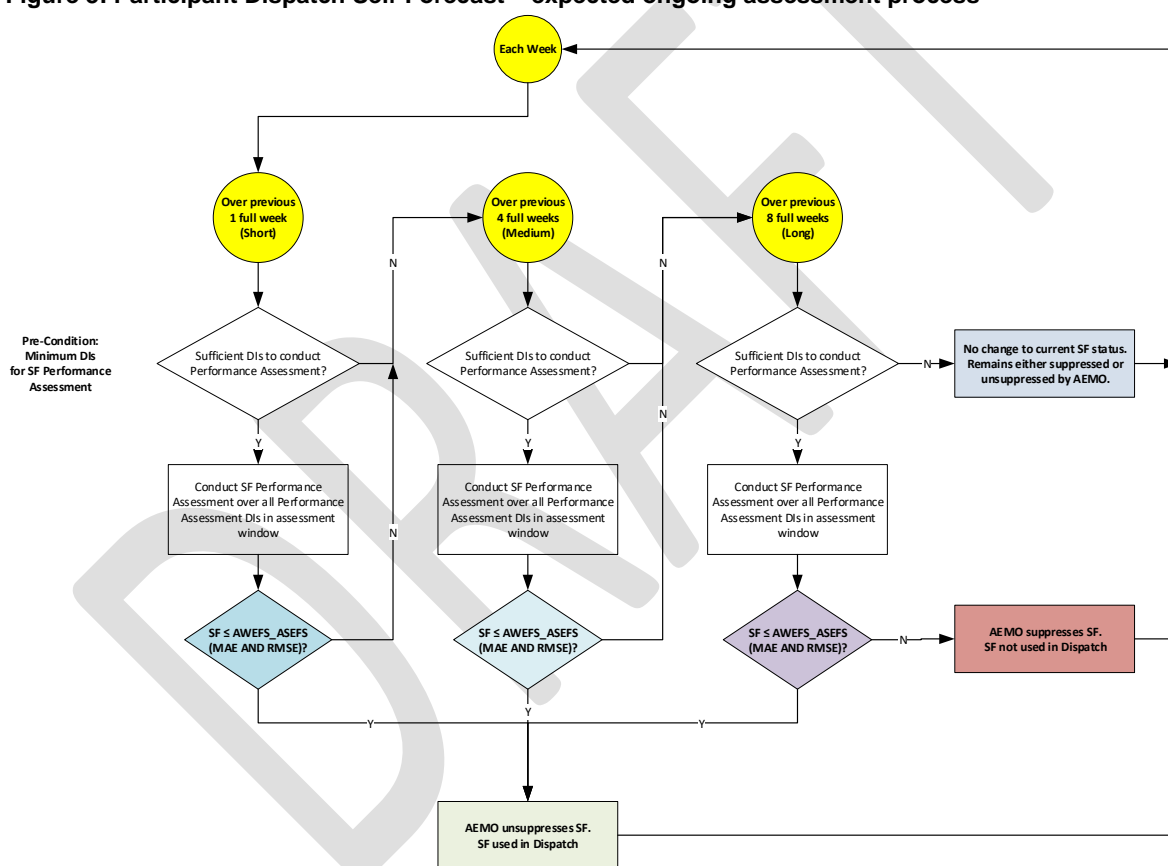 Figure 3: Participant Dispatch Self-Forecast – expected ongoing assessment process
Each Week
Over previous
1 full week
(Short)
Over previous
4 full weeks
(Medium)
Over previous
8 full weeks
(Long)
N
N
Pre-Condition:
Minimum DIs
for SF Performance
Assessment
Sufficient DIs to conduct
Performance Assessment?
Sufficient DIs to conduct
Performance Assessment?
Sufficient DIs to conduct
Performance Assessment?
N
No change to current SF status.
Remains either suppressed or
unsuppressed by AEMO.
Y
Y
Y
Conduct SF Performance
Assessment over all Performance
Assessment DIs in assessment
window
N
Conduct SF Performance
Assessment over all Performance
Assessment DIs in assessment
window
N
Conduct SF Performance
Assessment over all Performance
Assessment DIs in assessment
window
SF ≤ AWEFS_ASEFS
(MAE AND RMSE)?
SF ≤ AWEFS_ASEFS
(MAE AND RMSE)?
SF ≤ AWEFS_ASEFS
(MAE AND RMSE)?
N
AEMO suppresses SF.
SF not used in Dispatch
Y
Y
Y
AEMO unsuppresses SF.
SF used in Dispatch
DRAFT